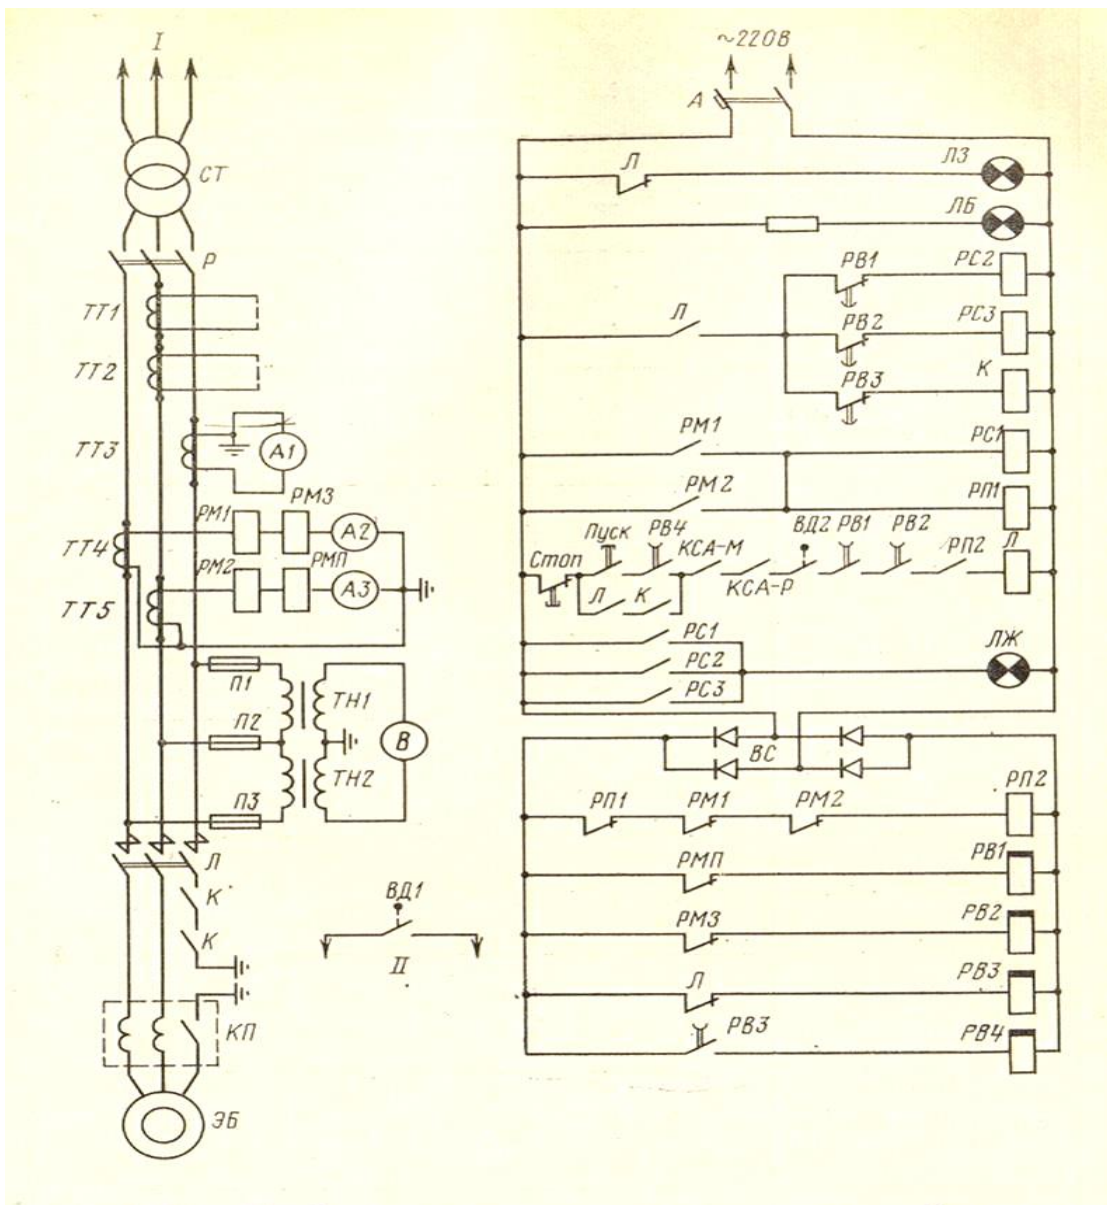 I
СТ
Р
ТТ1
ТТ2
ТТ3
А1
РМ1
РМ3
А2
ТТ4
РМ2
РМП
А3
ТТ5
П1
ТН1
П2
В
ТН2
П3
Л
К
К
ВД1
II
КП
ЭБ
~220В
А
Л
ЛЗ
ЛБ
РВ1
РС2
Л
РВ2
РС3
РВ3
К
РМ1
РС1
РМ2
РП1
Стоп
Пуск
РВ4
КСА-М
КСА-Р
ВД2
РВ1
РВ2
РП2
Л
Л
К
РС1
РС2
РС3
ЛЖ
ВС
РП1
РМ1
РМ2
РП2
РМП
РВ1
РМ3
РВ2
Л
РВ3
РВ3
РВ4